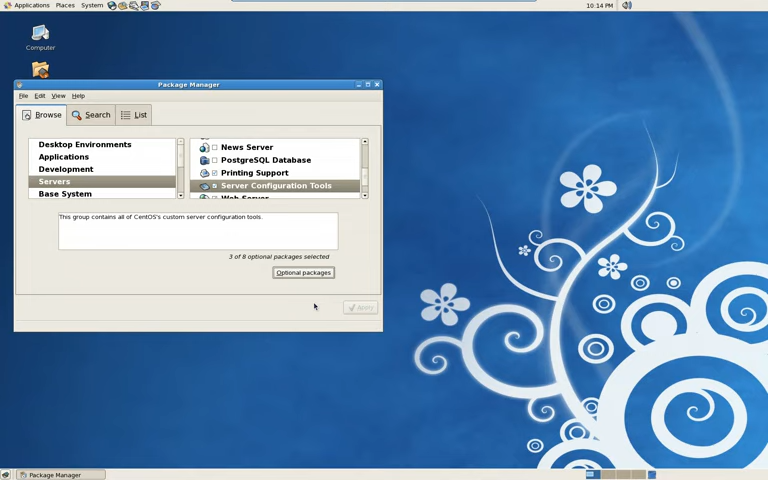 Applications Places System
10:14 PM
Computer
Package Manager
File Edit View Help
Browse Search List
Desktop Environments
Applications
Development
Servers
Base System
News Server
PostgreSQL Database
Printing Support
Server Configuration Tools
Web Server
This group contains all of CentOS's custom server configuration tools.
3 of 8 optional packages selected
Optional packages
Apply
Package Manager